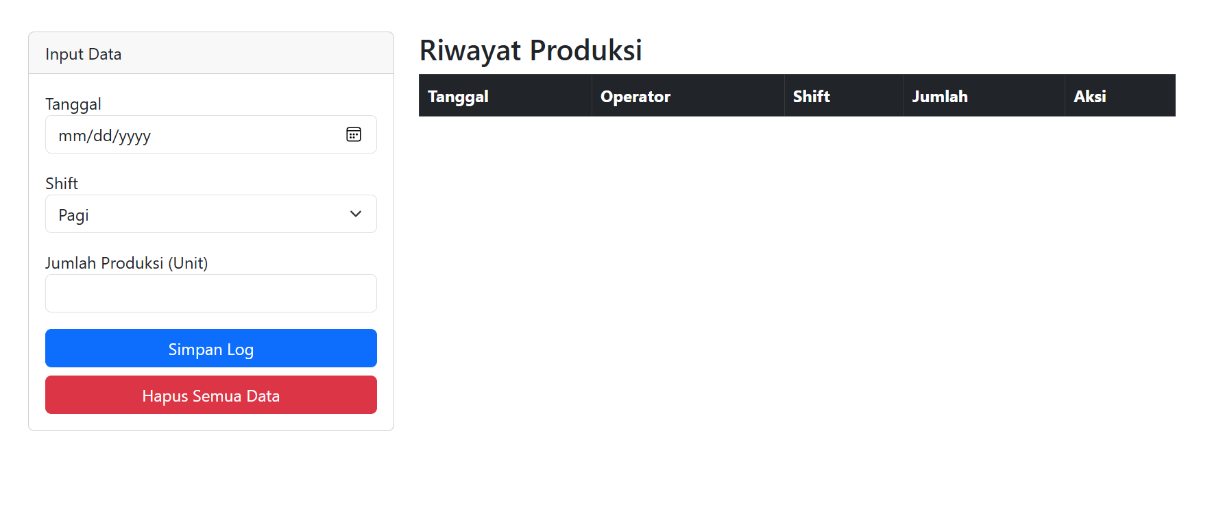 Input Data
Tanggal
mm/dd/yyyy
Shift
Pagi
Jumlah Produksi (Unit)
Simpan Log
Hapus Semua Data
Riwayat Produksi
Tanggal Operator Shift Jumlah Aksi